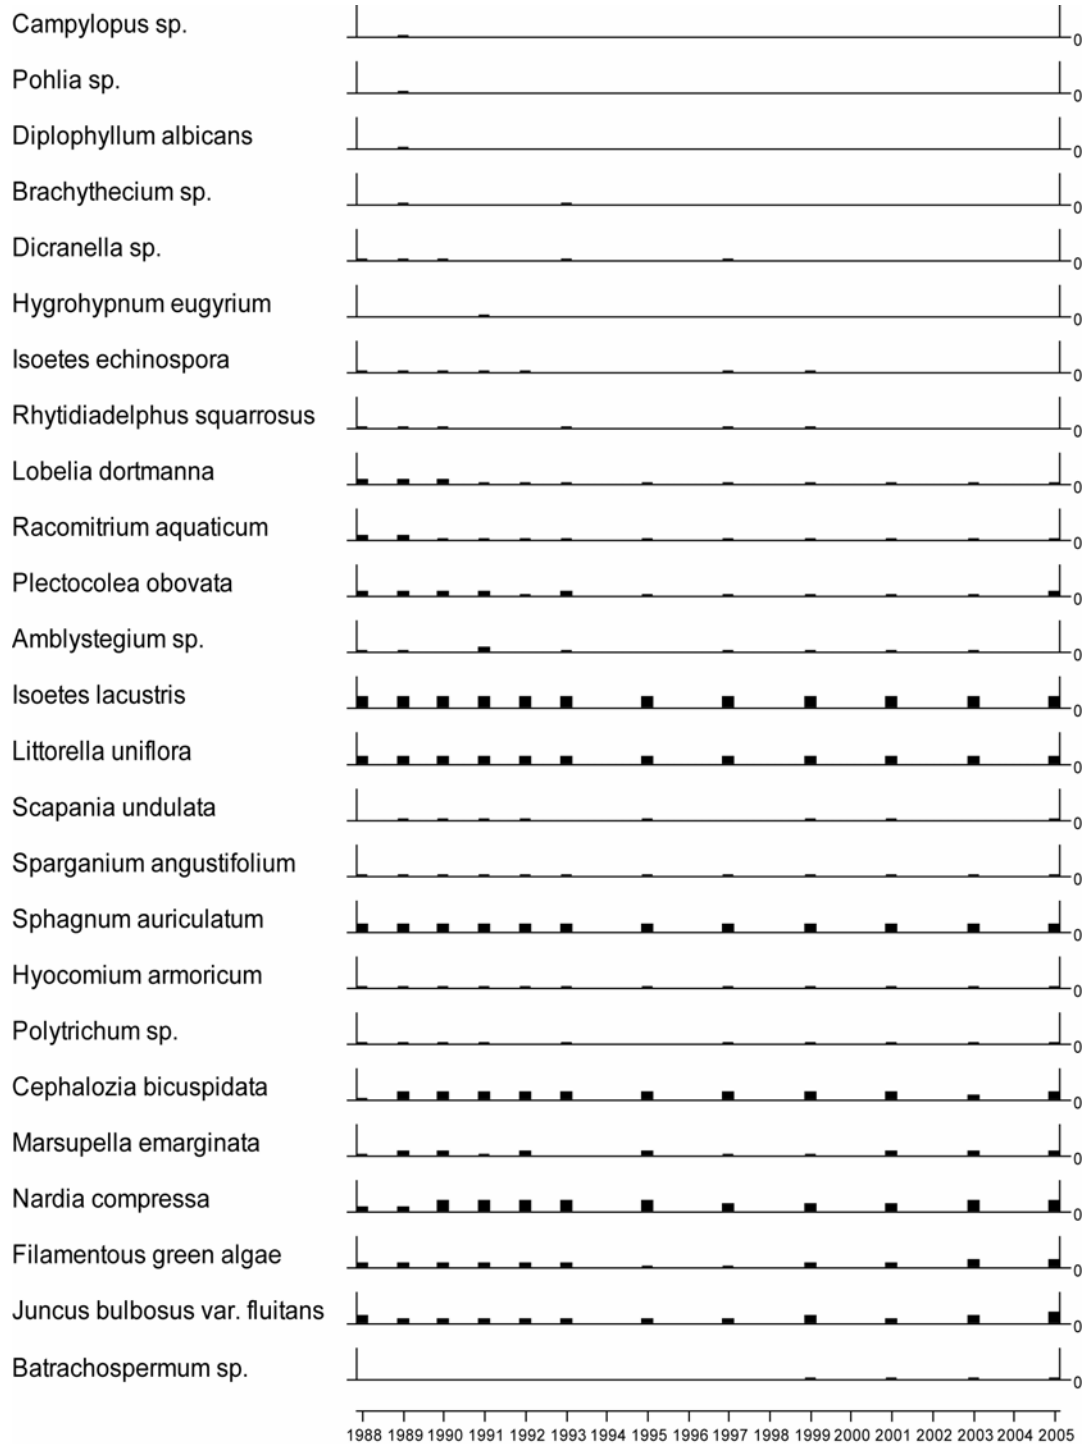 Campylopus sp. 0
Pohlia sp. 0
Diplophyllum albicans 0
Brachythecium sp. 0
Dicranella sp. 0
Hygrohypnum eugyrium 0
Isoetes echinospora 0
Rhytidiadelphus squarrosus 0
Lobelia dortmanna 0
Racomitrium aquaticum 0
Plectocolea obovata 0
Amblystegium sp. 0
Isoetes lacustris 0
Littorella uniflora 0
Scapania undulata 0
Sparganium angustifolium 0
Sphagnum auriculatum 0
Hyocomium armoricum 0
Polytrichum sp. 0
Cephalozia bicuspidata 0
Marsupella emarginata 0
Nardia compressa 0
Filamentous green algae 0
Juncus bulbosus var. fluitans 0
Batrachospermum sp. 0
1988 1989 1990 1991 1992 1993 1994 1995 1996 1997 1998 1999 2000 2001 2002 2003 2004 2005